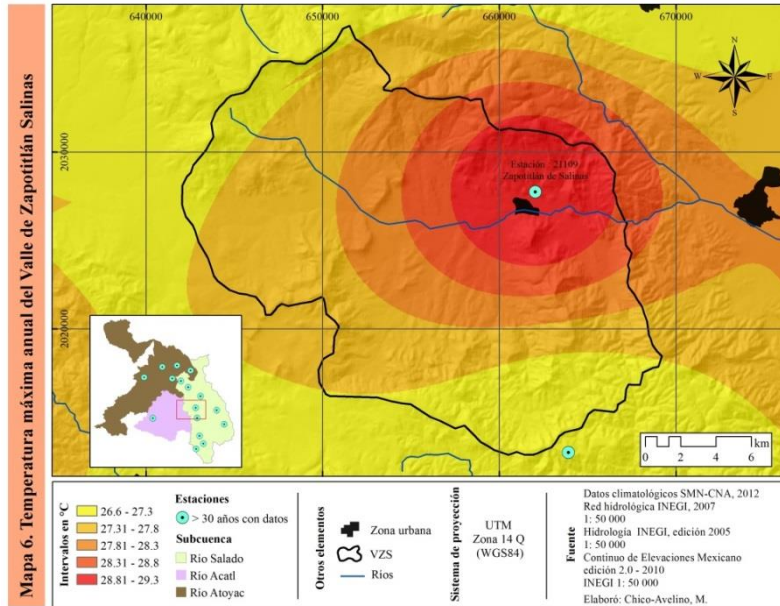 Mapa 6. Temperatura máxima anual del Valle de Zapotitlán Salinas
640000
650000
660000
670000
2030000
2020000
N
W
E
S
Estación 21109
Zapotitlán de Salinas
0 1 2 4 6
km
Intervalos en °C
26.6 - 27.3
27.31 - 27.8
27.81 - 28.3
28.31 - 28.8
28.81 - 29.3
Estaciones
> 30 años con datos
Subcuenca
Río Salado
Río Acatl
Río Atoyac
Otros elementos
Zona urbana
VZS
Ríos
Sistema de proyección
UTM
Zona 14 Q
(WGS84)
Fuente
Datos climatológicos SMN-CNA, 2012
Red hidrológica INEGI, 2007
1: 50 000
Hidrología INEGI, edición 2005
1: 50 000
Continuo de Elevaciones Mexicano
edición 2.0 - 2010
INEGI 1: 50 000
Elaboró: Chico-Avelino, M.